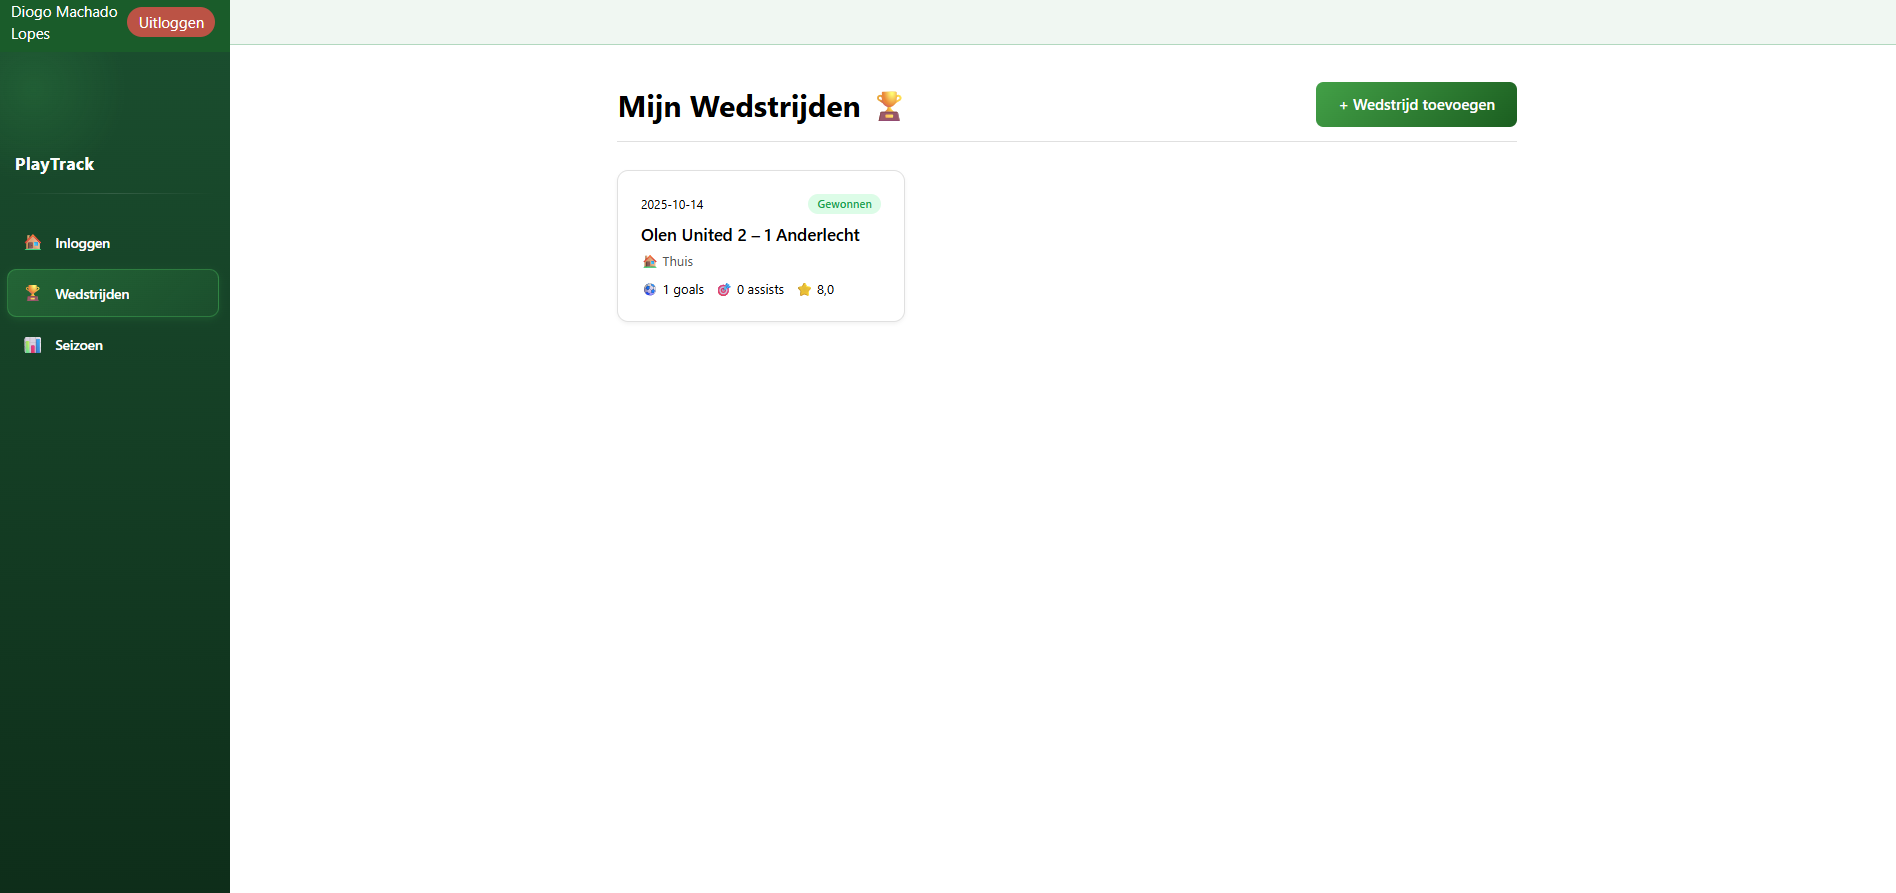 Diogo Machado
Lopes
Uitloggen
PlayTrack
Inloggen
Wedstrijden
Seizoen
Mijn Wedstrijden
+ Wedstrijd toevoegen
2025-10-14
Gewonnen
Olen United 2 – 1 Anderlecht
Thuis
1 goals 0 assists 8,0